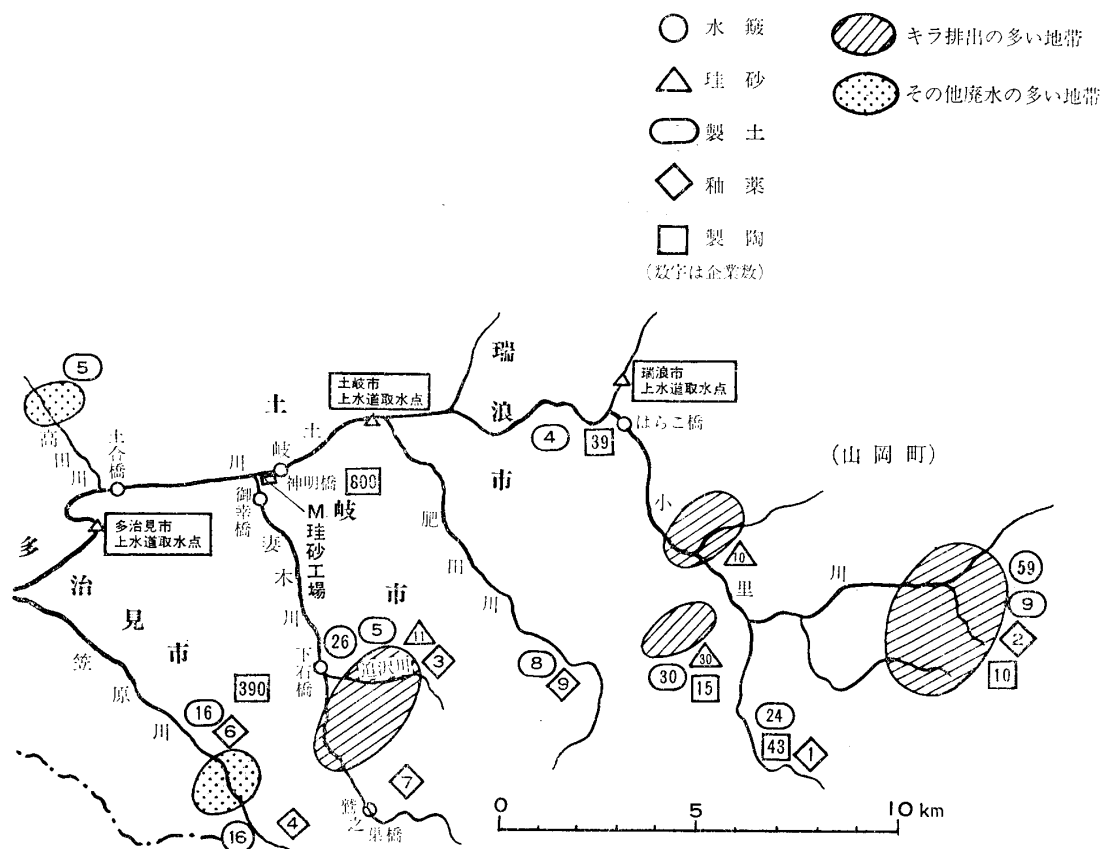 水簸
キラ排出の多い地帯
珪砂
その他廃水の多い地帯
製土
釉薬
製陶
(数字は企業数)
瑞浪市
土岐市
多治見市
(山岡町)
5
土岐市
上水道取水点
瑞浪市
上水道取水点
多治見市
上水道取水点
高田川
土合橋
土岐川
神明橋
御幸橋
M珪砂工場
800
4
39
はらこ橋
小里川
10
59
9
2
10
肥田川
妻木川
26
5
11
3
下石橋
8
9
30
30
15
24
43
1
390
笠原川
16
6
7
4
16
0
5
10 km